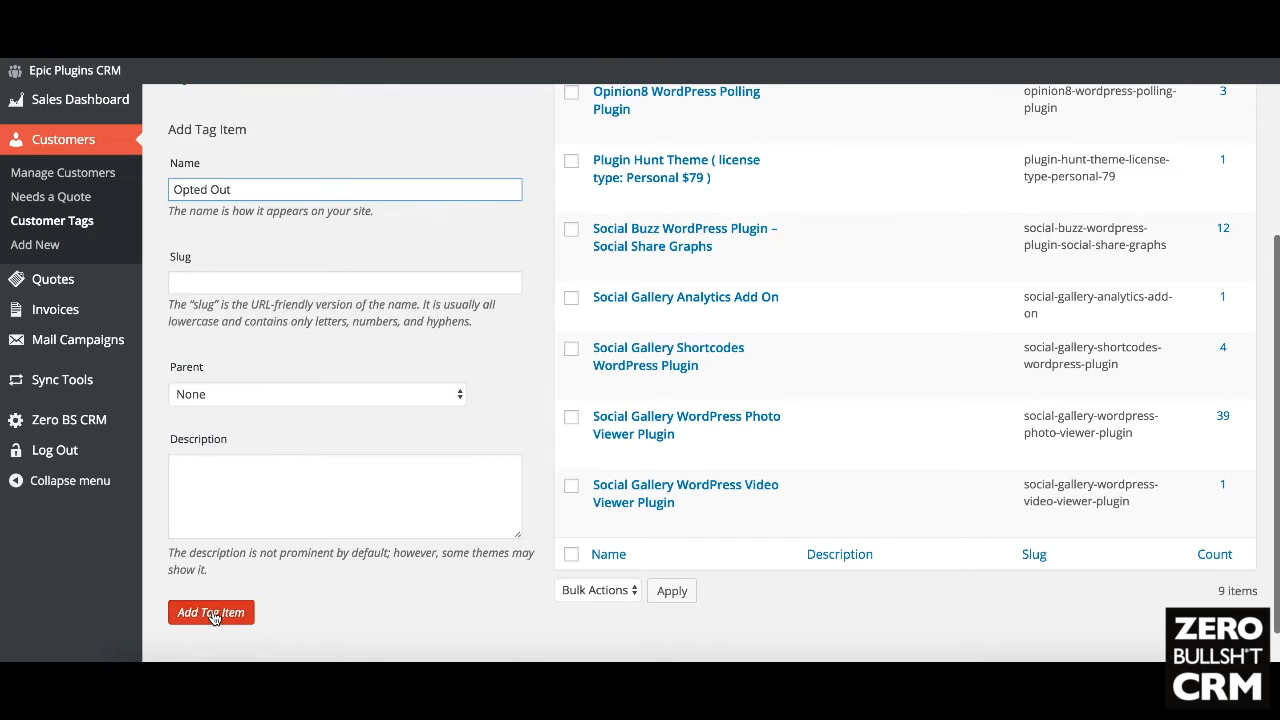 Epic Plugins CRM
Sales Dashboard
Customers
Manage Customers
Needs a Quote
Customer Tags
Add New
Quotes
Invoices
Mail Campaigns
Sync Tools
Zero BS CRM
Log Out
Collapse menu
Add Tag Item
Name
Opted Out
The name is how it appears on your site.
Slug
The “slug” is the URL-friendly version of the name. It is usually all
lowercase and contains only letters, numbers, and hyphens.
Parent
None
Description
The description is not prominent by default; however, some themes may
show it.
Add Tag Item
Opinion8 WordPress Polling
Plugin
opinion8-wordpress-polling-
plugin
3
Plugin Hunt Theme ( license
type: Personal $79 )
plugin-hunt-theme-license-
type-personal-79
1
Social Buzz WordPress Plugin –
Social Share Graphs
social-buzz-wordpress-
plugin-social-share-graphs
12
Social Gallery Analytics Add On
social-gallery-analytics-add-
on
1
Social Gallery Shortcodes
WordPress Plugin
social-gallery-shortcodes-
wordpress-plugin
4
Social Gallery WordPress Photo
Viewer Plugin
social-gallery-wordpress-
photo-viewer-plugin
39
Social Gallery WordPress Video
Viewer Plugin
social-gallery-wordpress-
video-viewer-plugin
1
Name Description Slug Count
Bulk Actions Apply 9 items
ZERO
BULLSH*T
CRM